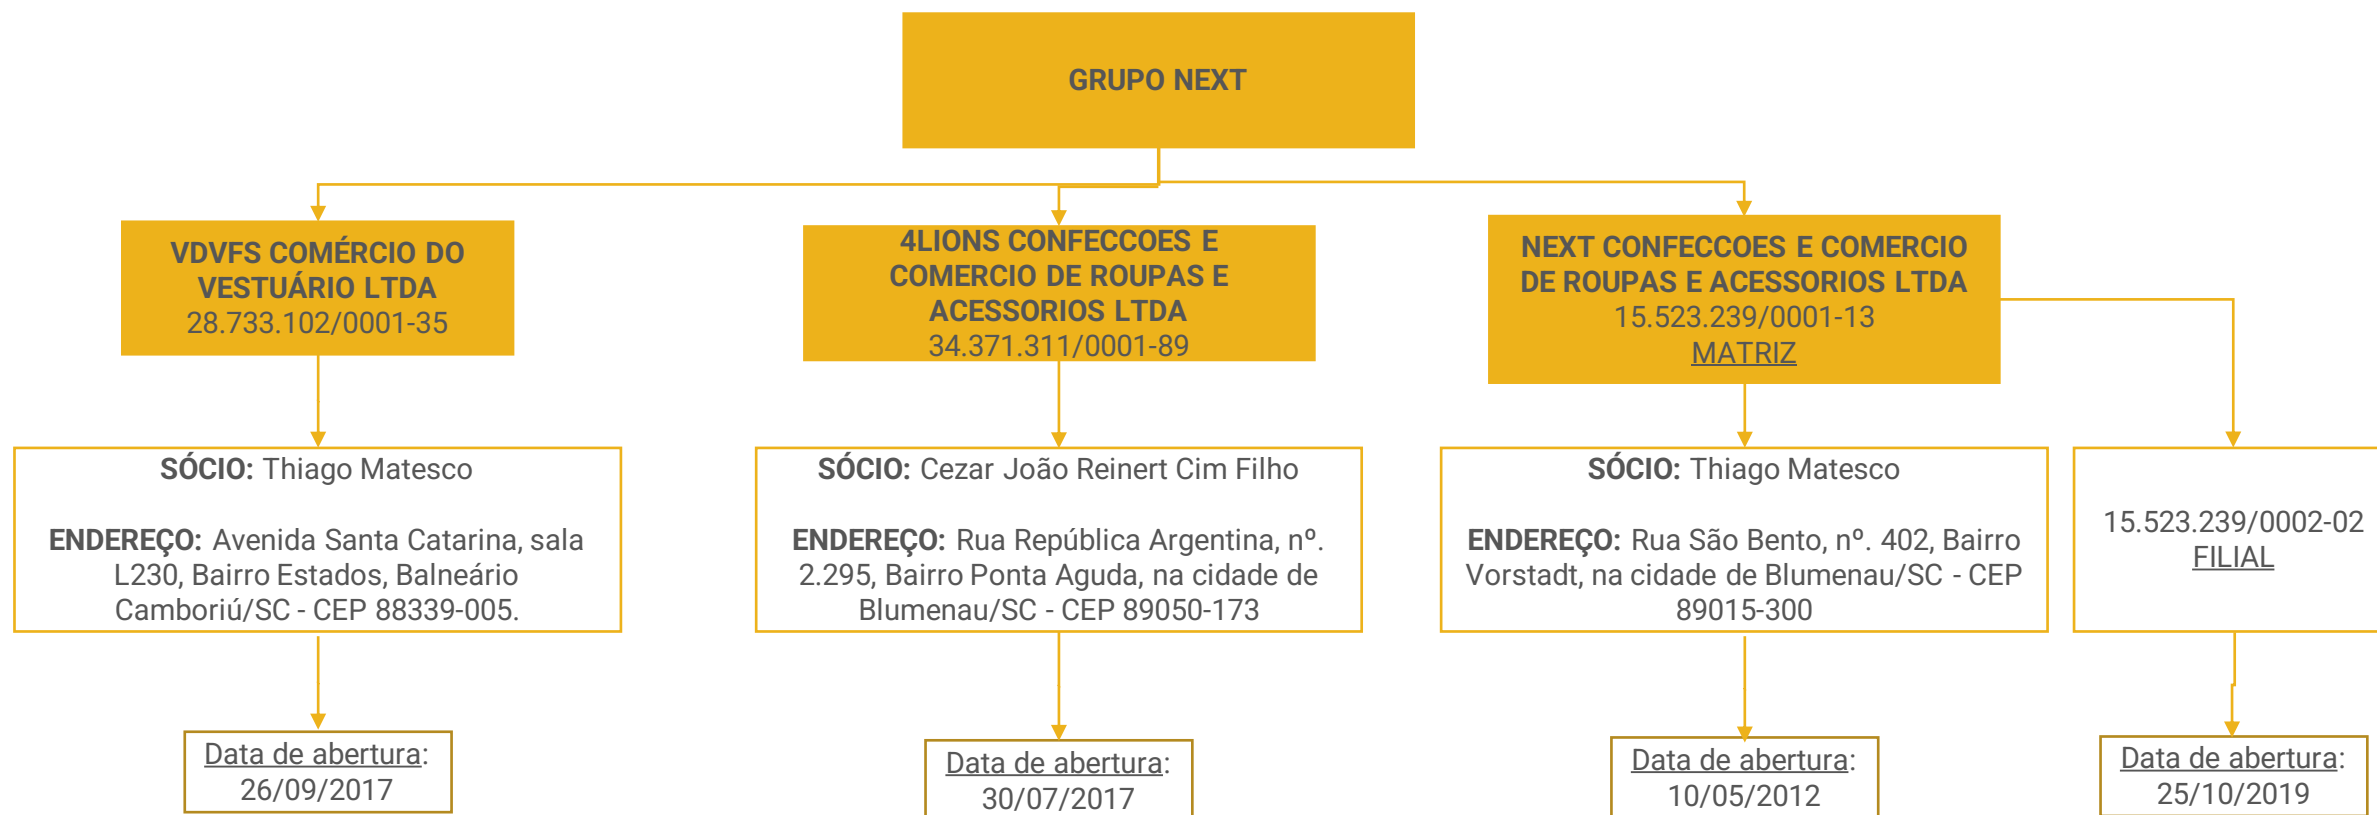 GRUPO NEXT
VDVFS COMÉRCIO DO
VESTUÁRIO LTDA
28.733.102/0001-35
4LIONS CONFECCOES E
COMERCIO DE ROUPAS E
ACESSORIOS LTDA
34.371.311/0001-89
NEXT CONFECCOES E COMERCIO
DE ROUPAS E ACESSORIOS LTDA
15.523.239/0001-13
MATRIZ
SÓCIO: Thiago Matesco
ENDEREÇO: Avenida Santa Catarina, sala
L230, Bairro Estados, Balneário
Camboriú/SC - CEP 88339-005.
SÓCIO: Cezar João Reinert Cim Filho
ENDEREÇO: Rua República Argentina, nº.
2.295, Bairro Ponta Aguda, na cidade de
Blumenau/SC - CEP 89050-173
SÓCIO: Thiago Matesco
ENDEREÇO: Rua São Bento, nº. 402, Bairro
Vorstadt, na cidade de Blumenau/SC - CEP
89015-300
15.523.239/0002-02
FILIAL
Data de abertura:
26/09/2017
Data de abertura:
30/07/2017
Data de abertura:
10/05/2012
Data de abertura:
25/10/2019